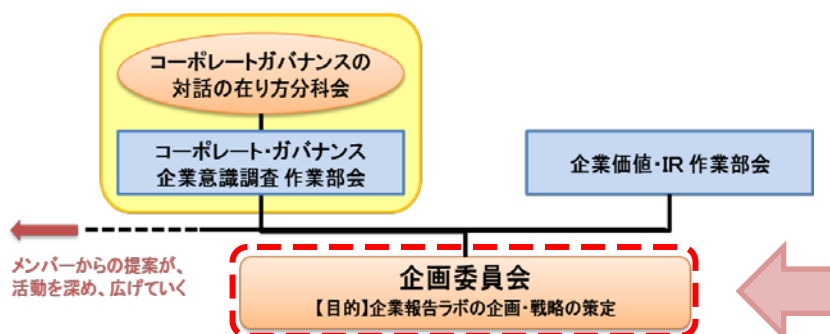 コーポレートガバナンスの
対話の在り方分科会
コーポレート・ガバナンス
企業意識調査 作業部会
企業価値・IR 作業部会
メンバーからの提案が、
活動を深め、広げていく
企画委員会
【目的】企業報告ラボの企画・戦略の策定